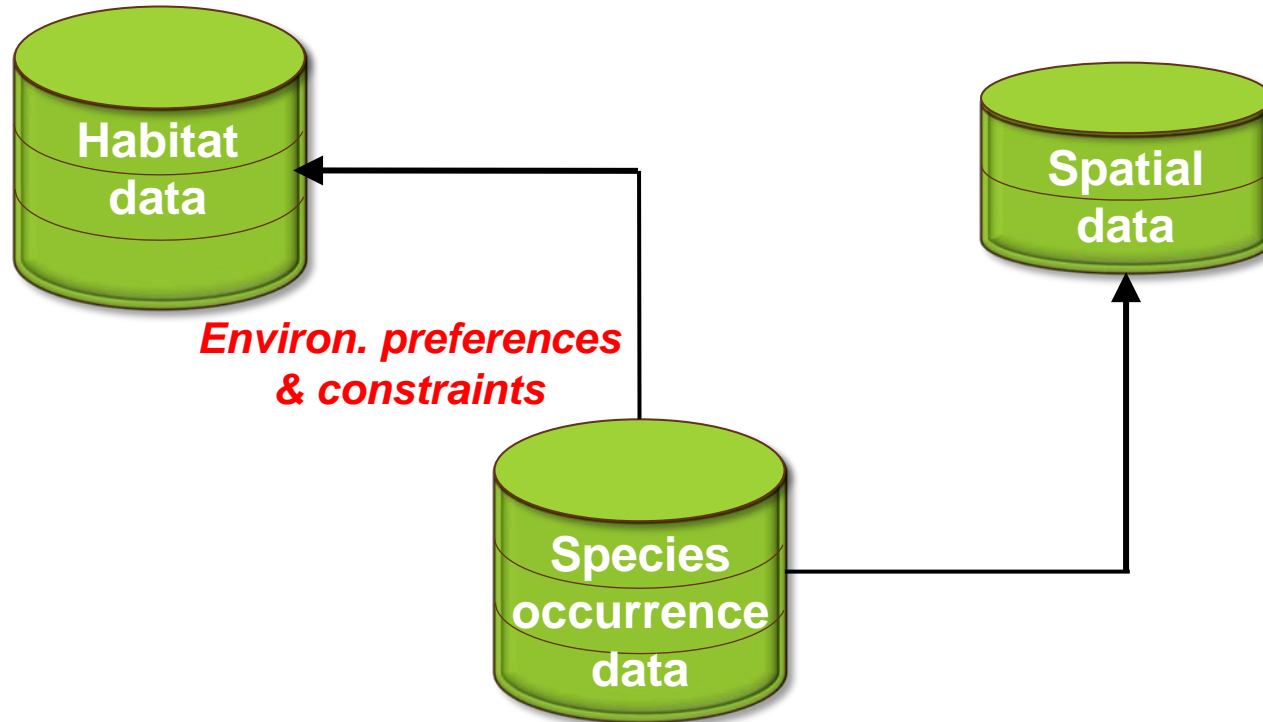 Habitat
data
Spatial
data
Environ. preferences
& constraints
Species
occurrence
data